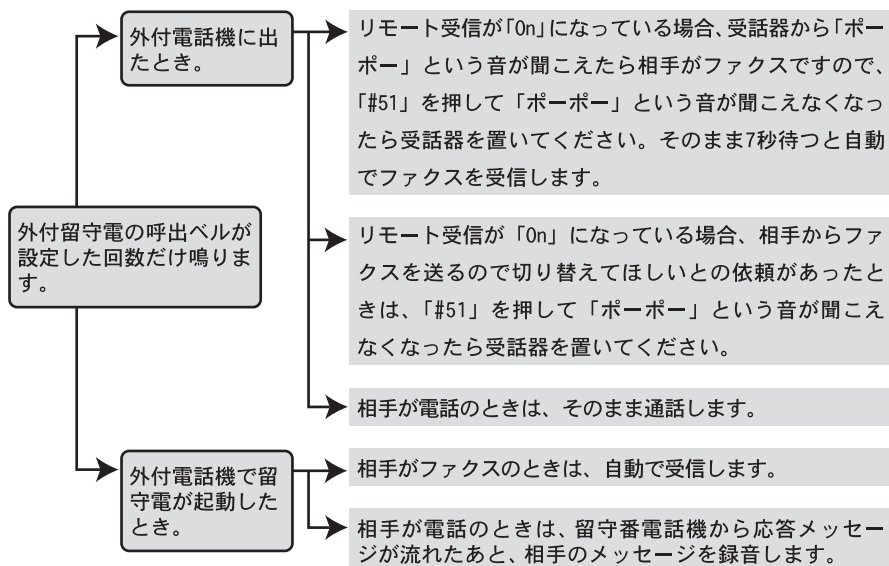 外付電話機に出
たとき。
リモート受信が「On」になっている場合、受話器から「ポー
ポー」という音が聞こえたら相手がファクスですので、
「#51」を押して「ポーポー」という音が聞こえなくなっ
たら受話器を置いてください。そのまま7秒待つと自動
でファクスを受信します。
外付留守電の呼出ベルが
設定した回数だけ鳴りま
す。
リモート受信が「On」になっている場合、相手からファ
クスを送るので切り替えてほしいとの依頼があったと
きは、「#51」を押して「ポーポー」という音が聞こえ
なくなったら受話器を置いてください。
相手が電話のときは、そのまま通話します。
外付電話機で留
守電が起動した
とき。
相手がファクスのときは、自動で受信します。
相手が電話のときは、留守番電話機から応答メッセー
ジが流れたあと、相手のメッセージを録音します。